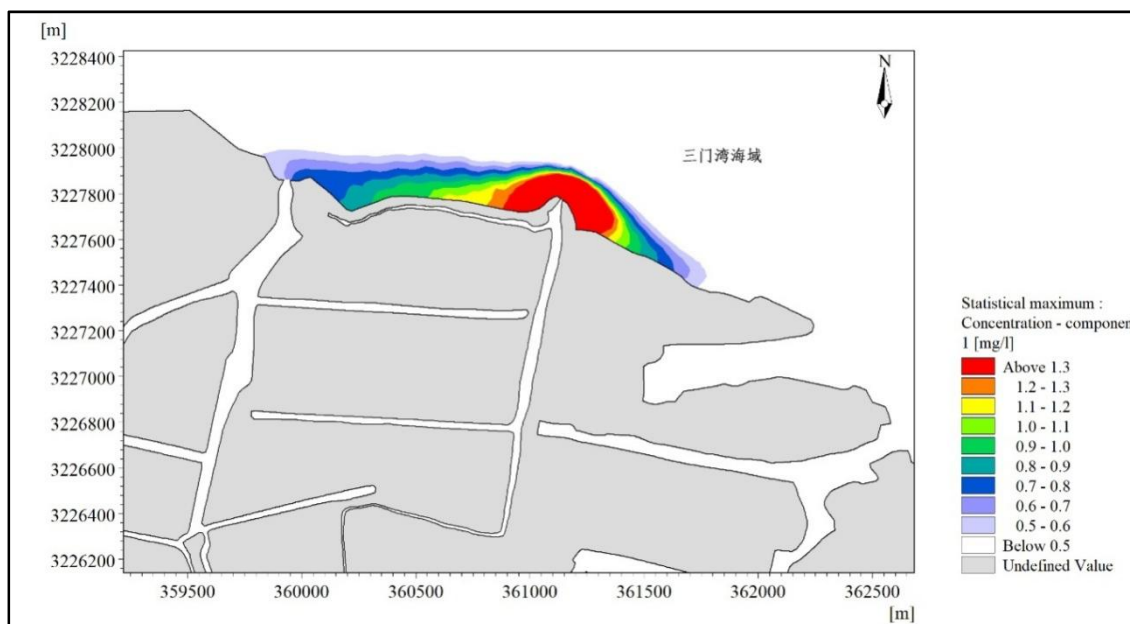 [m]
3228400
3228200
3228000
3227800
3227600
3227400
3227200
3227000
3226800
3226600
3226400
3226200
N
三门湾海域
359500 360000 360500 361000 361500 362000 362500
[m]
Statistical maximum :
Concentration - componen
1 [mg/l]
Above 1.3
1.2 - 1.3
1.1 - 1.2
1.0 - 1.1
0.9 - 1.0
0.8 - 0.9
0.7 - 0.8
0.6 - 0.7
0.5 - 0.6
Below 0.5
Undefined Value